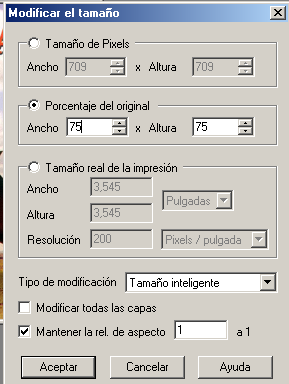 Modificar el tamaño
Tamaño de Pixels
Ancho 709 x Altura 709
Porcentaje del original
Ancho 75 x Altura 75
Tamaño real de la impresión
Ancho 3,545
Pulgadas
Altura 3,545
Resolución 200 Pixels / pulgada
Tipo de modificación Tamaño inteligente
Modificar todas las capas
Mantener la rel. de aspecto 1 a 1
Aceptar Cancelar Ayuda